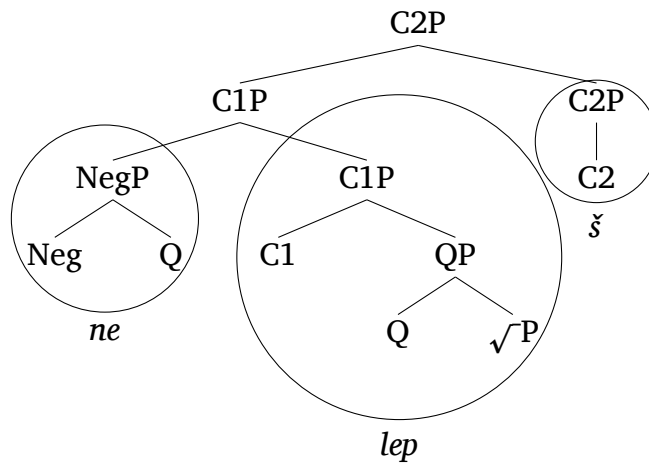 C2P
C1P C2P
NegP C1P C2
Neg Q C1 QP š
ne Q √P
lep